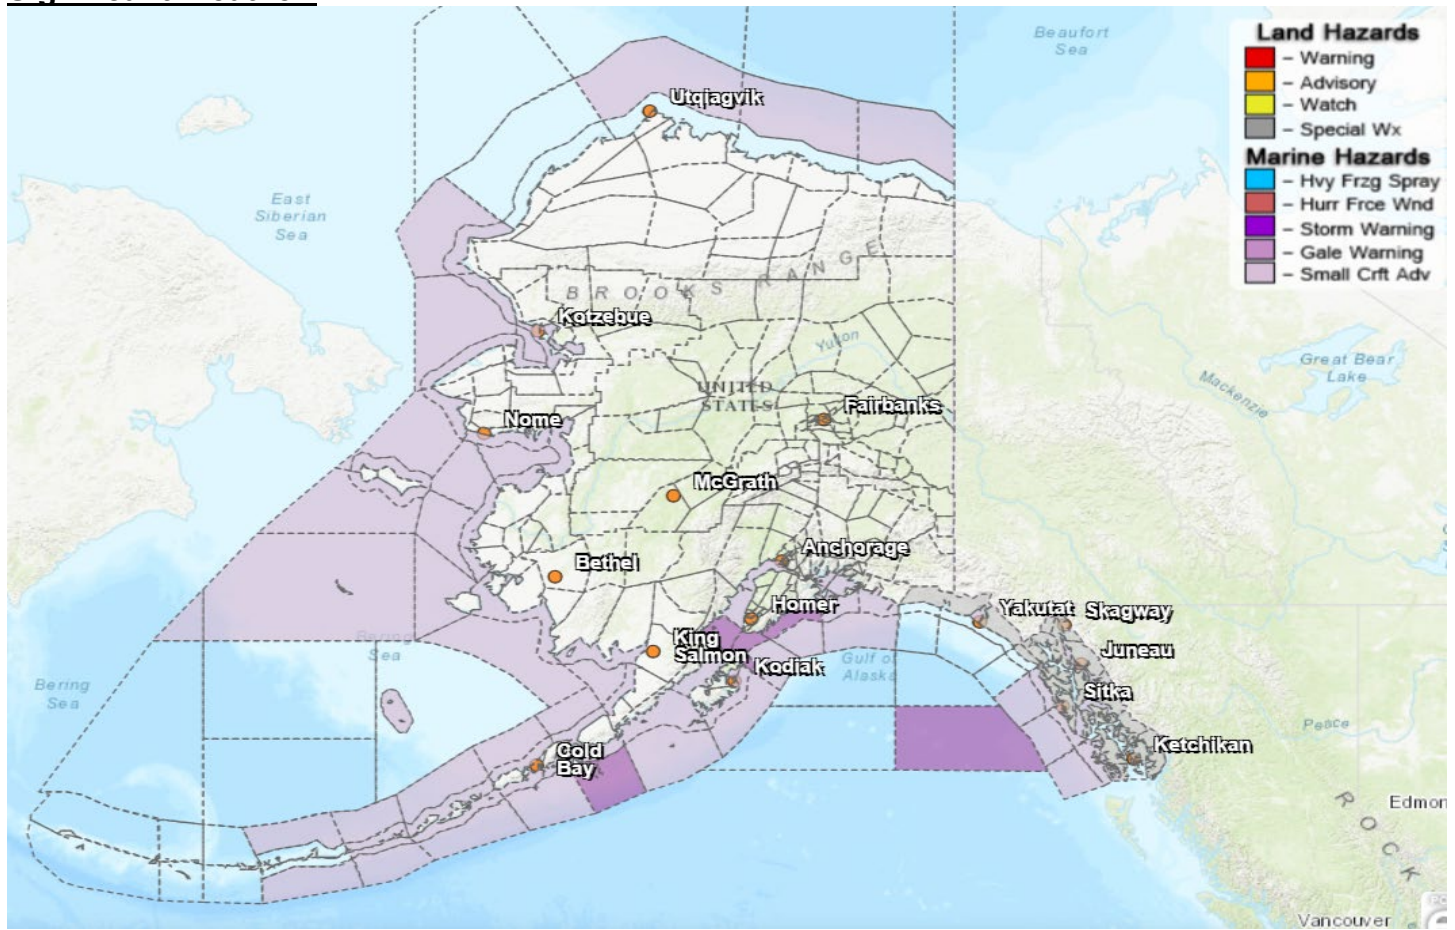 Land Hazards
– Warning
– Advisory
– Watch
– Special Wx
Marine Hazards
– Hvy Frzg Spray
– Hurr Frce Wnd
– Storm Warning
– Gale Warning
– Small Crft Adv
Beaufort
Sea
Utqiagvik
East
Siberian
Sea
BROOKS RANGE
Kotzebue
Yukon
Great Bear
Lake
Mackenzie
UNITED
STATES
Fairbanks
Nome
McGrath
Anchorage
Bethel
Homer
Yakutat
Skagway
King
Salmon
Juneau
Kodiak
Gulf of
Alaska
Bering
Sea
Bering
Sea
Sitka
Peace
Ketchikan
Cold
Bay
Edmon
ROCK
Vancouver